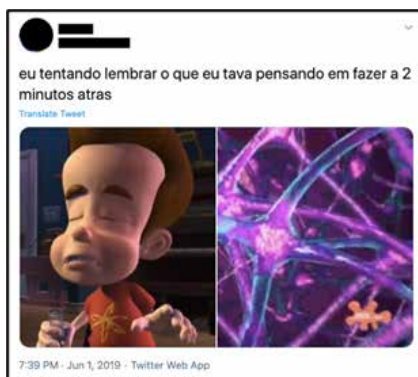 eu tentando lembrar o que eu tava pensando em fazer a 2
minutos atras
Translate Tweet
7:39 PM · Jun 1, 2019 · Twitter Web App